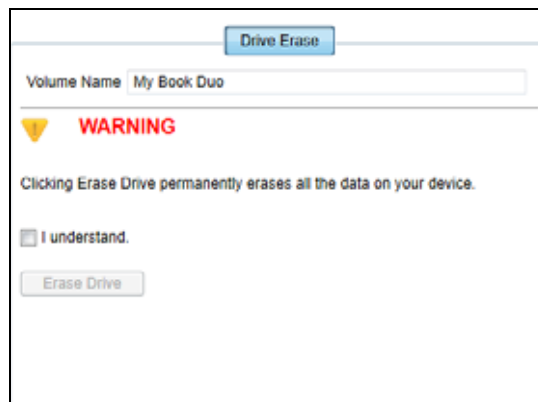 Drive Erase
Volume Name My Book Duo
WARNING
Clicking Erase Drive permanently erases all the data on your device.
I understand.
Erase Drive